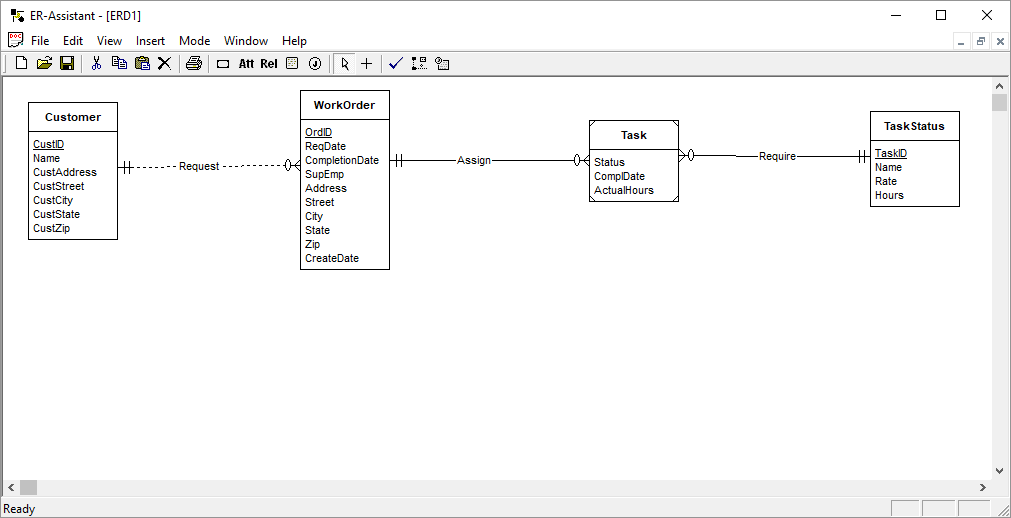 ER-Assistant - [ERD1]
DOC File Edit View Insert Mode Window Help
Att Rel J
Customer
CustID
Name
CustAddress
CustStreet
CustCity
CustState
CustZip
Request
WorkOrder
OrdID
ReqDate
CompletionDate
SupEmp
Address
Street
City
State
Zip
CreateDate
Assign
Task
Status
ComplDate
ActualHours
Require
TaskStatus
TaskID
Name
Rate
Hours
Ready